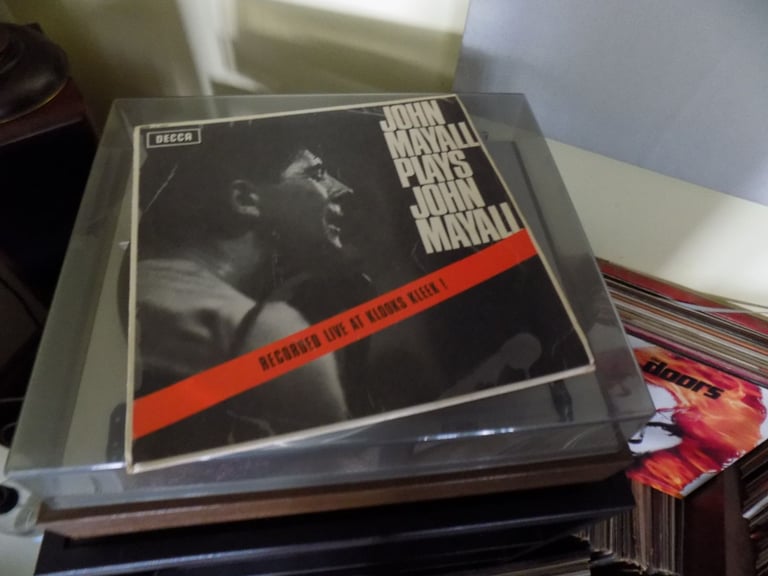 DECCA
JOHN
MAYALL
PLAYS
JOHN
MAYALL
RECORDED LIVE AT KLOOKS KLEEK !
doors